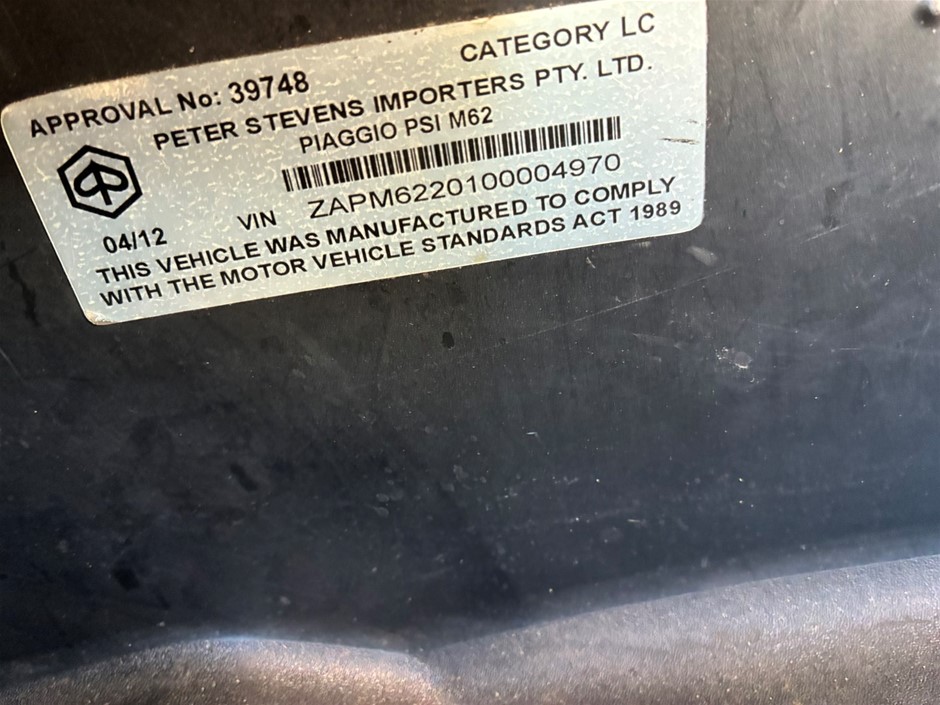 APPROVAL No: 39748 CATEGORY LC
PETER STEVENS IMPORTERS PTY. LTD.
PIAGGIO PSI M62
04/12 VIN ZAPM6220100004970
THIS VEHICLE WAS MANUFACTURED TO COMPLY
WITH THE MOTOR VEHICLE STANDARDS ACT 1989